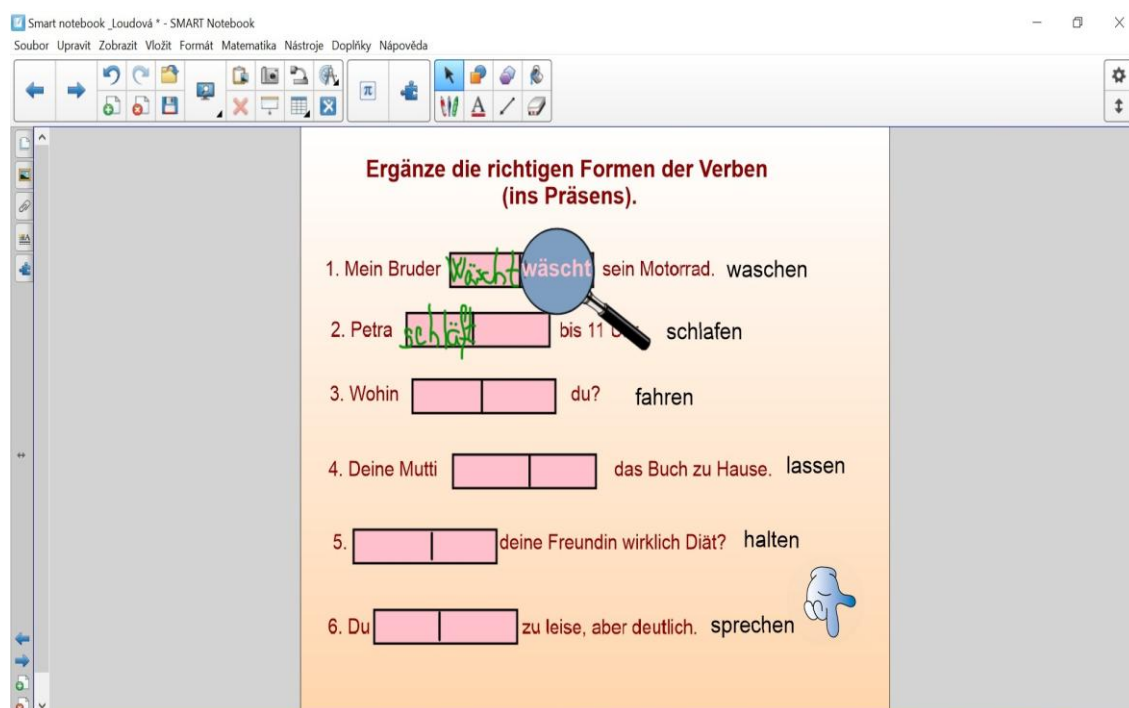 Smart notebook _Loudová * - SMART Notebook
Soubor Upravit Zobrazit Vložit Formát Matematika Nástroje Doplňky Nápověda
Ergänze die richtigen Formen der Verben
(ins Präsens).
1. Mein Bruder wäscht wäscht sein Motorrad. waschen
2. Petra schläft bis 11 schlafen
3. Wohin du? fahren
4. Deine Mutti das Buch zu Hause. lassen
5. deine Freundin wirklich Diät? halten
6. Du zu leise, aber deutlich. sprechen